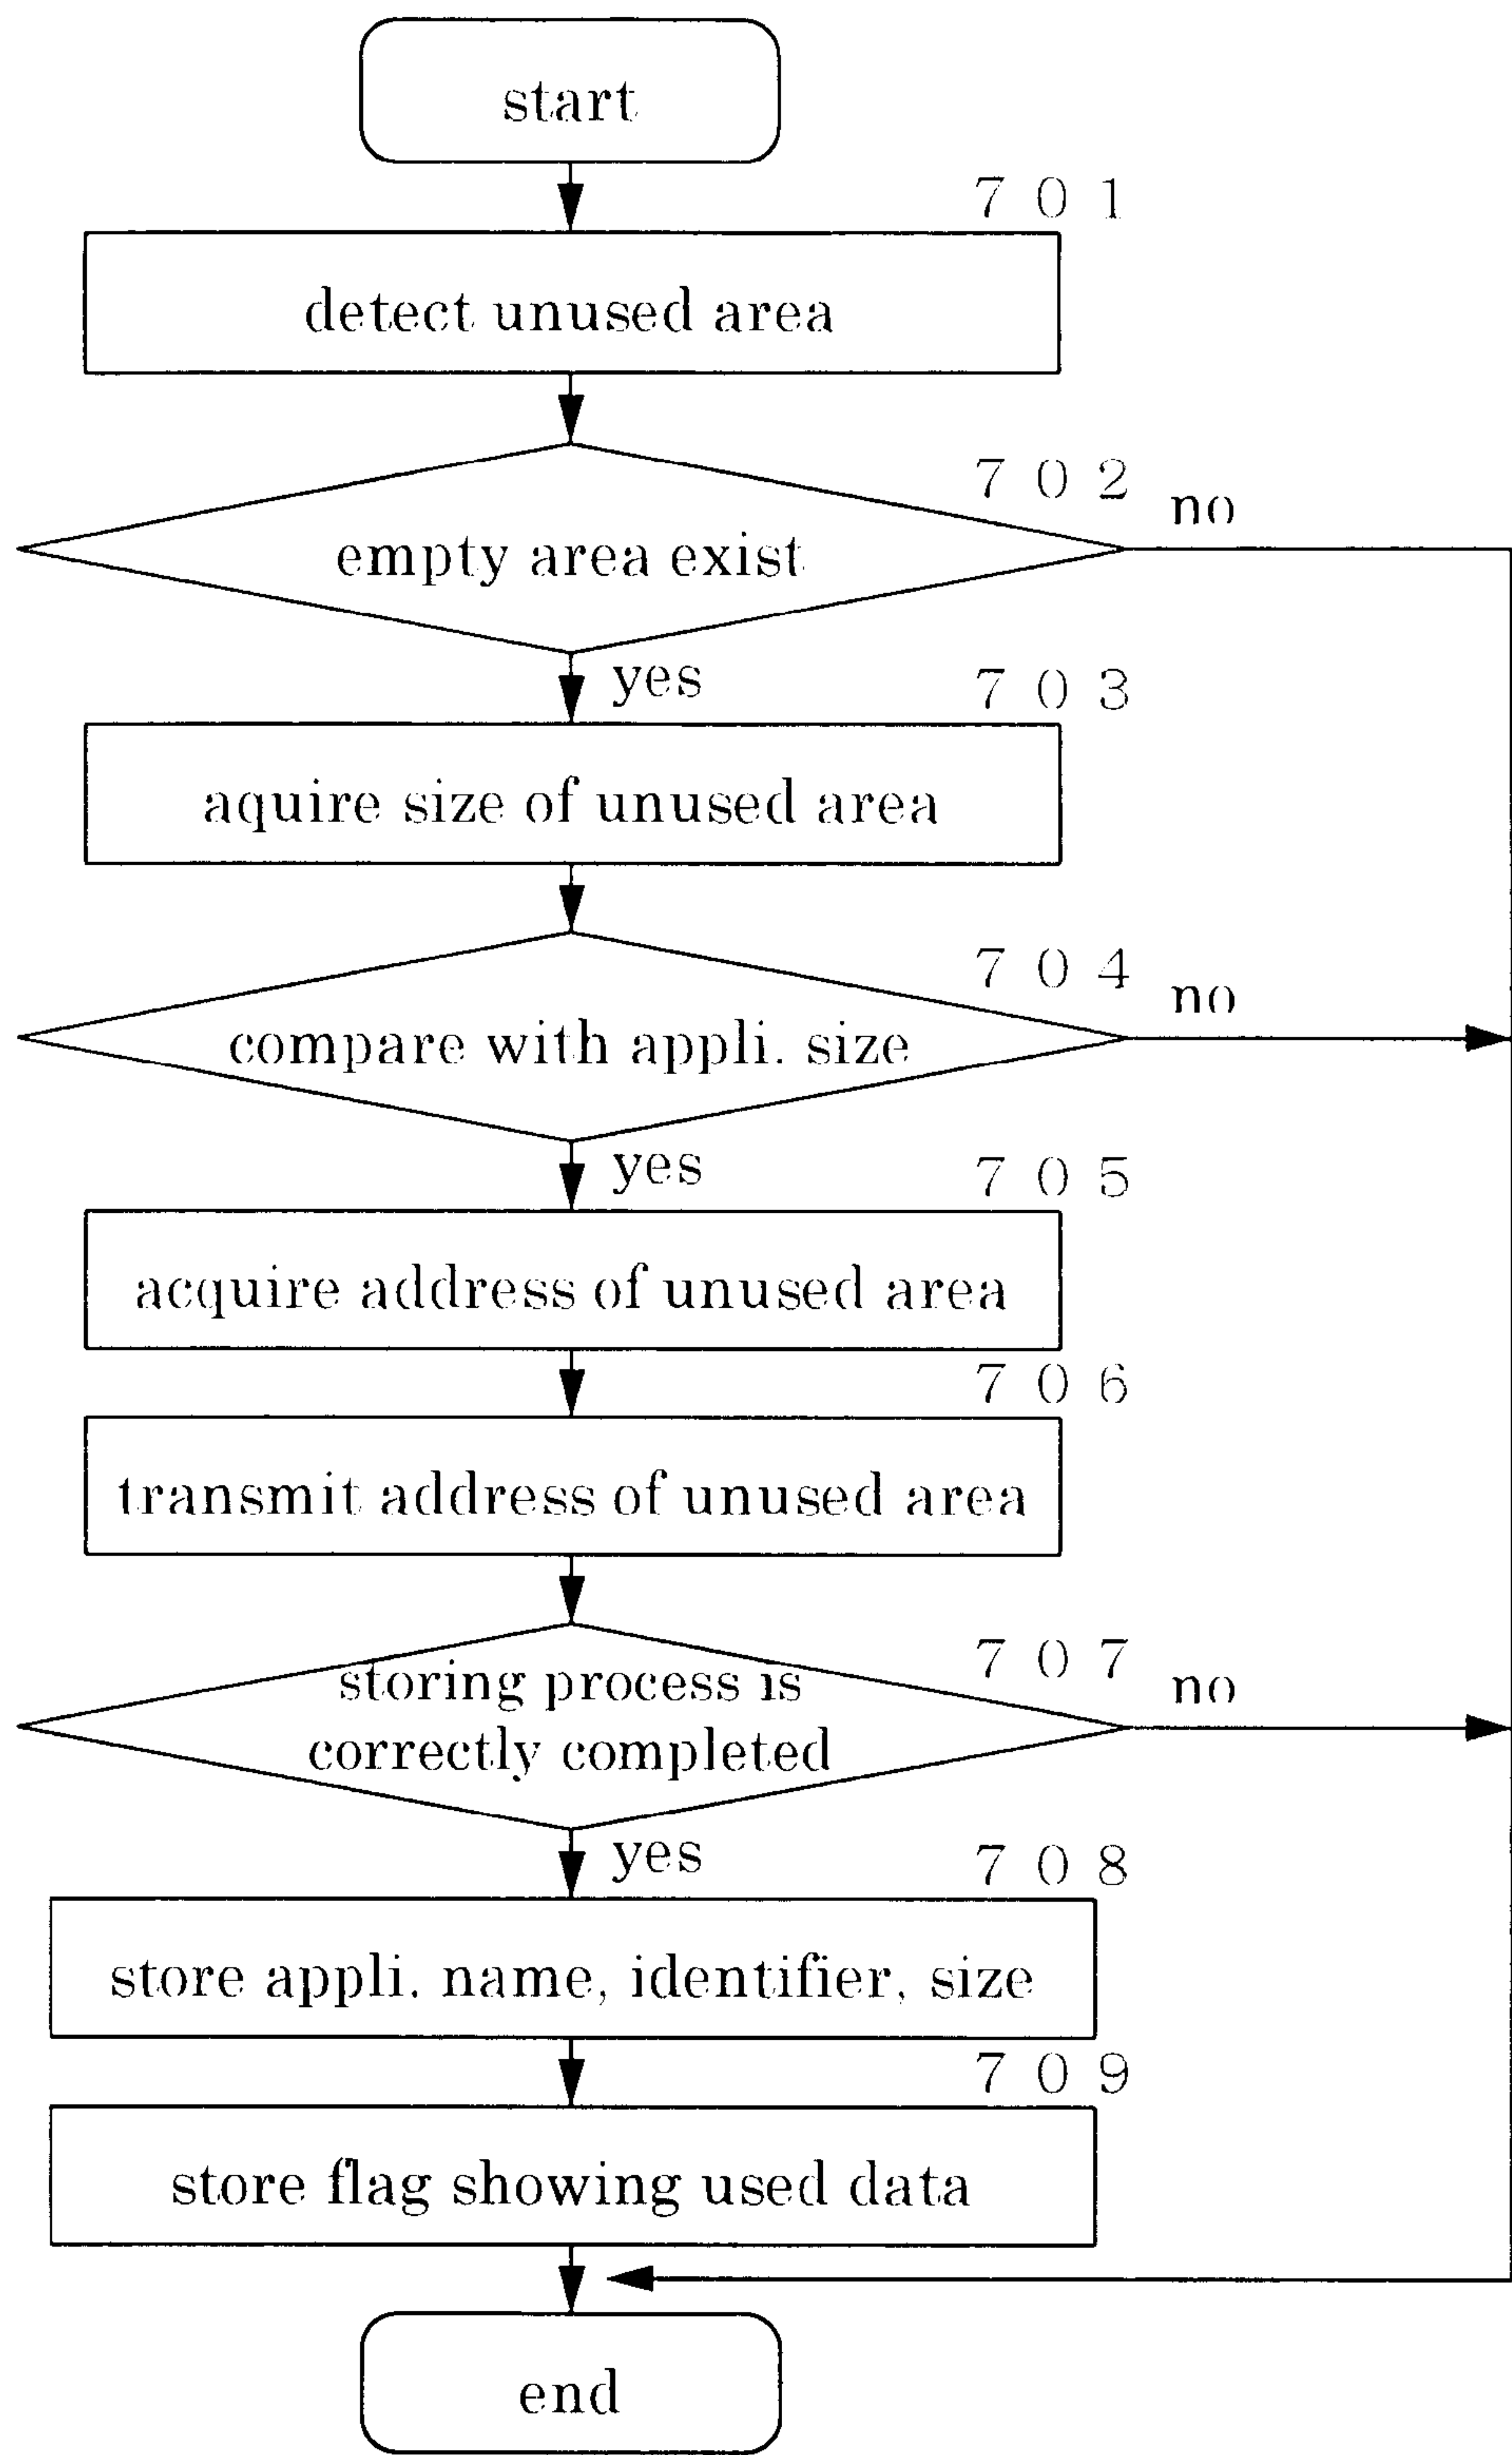 start
7 0 1
detect unused area
7 0 2
no
empty area exist
yes
7 0 3
aquire size of unused area
7 0 4
no
compare with appli. size
yes
7 0 5
acquire address of unused area
7 0 6
transmit address of unused area
7 0 7
no
storing process is
correctly completed
yes
7 0 8
store appli. name, identifier, size
7 0 9
store flag showing used data
end